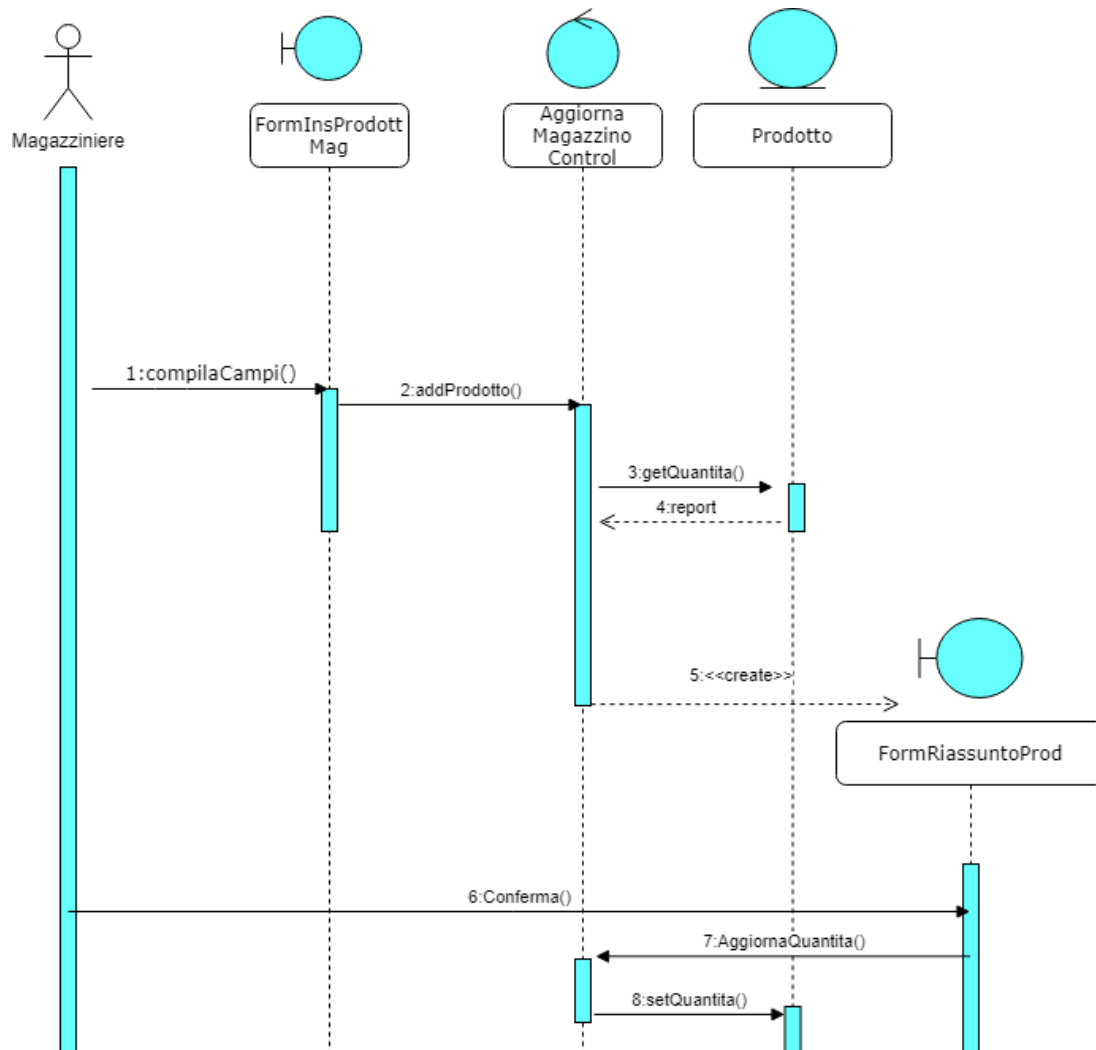 Magazziniere
FormInsProdott
Mag
Aggiorna
Magazzino
Control
Prodotto
1:compilaCampi()
2:addProdotto()
3:getQuantita()
4:report
5:<<create>>
FormRiassuntoProd
6:Conferma()
7:AggiornaQuantita()
8:setQuantita()